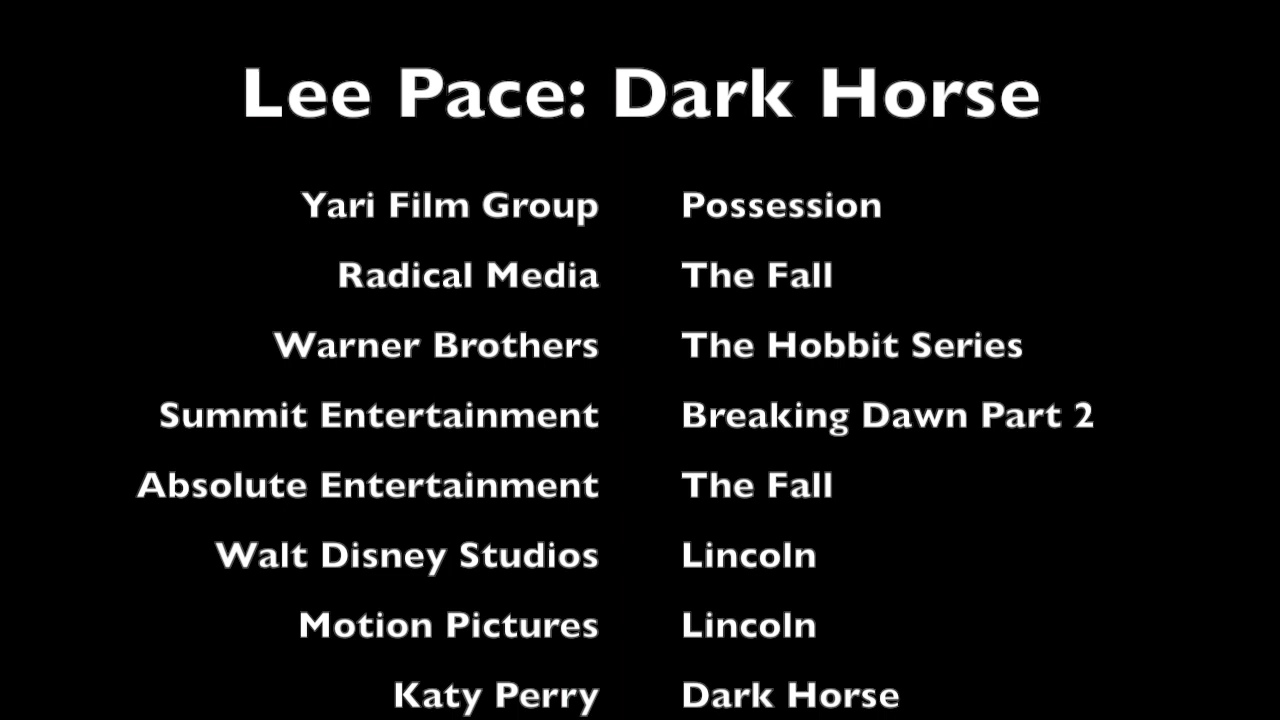 Lee Pace: Dark Horse
Yari Film Group Possession
Radical Media The Fall
Warner Brothers The Hobbit Series
Summit Entertainment Breaking Dawn Part 2
Absolute Entertainment The Fall
Walt Disney Studios Lincoln
Motion Pictures Lincoln
Katy Perry Dark Horse